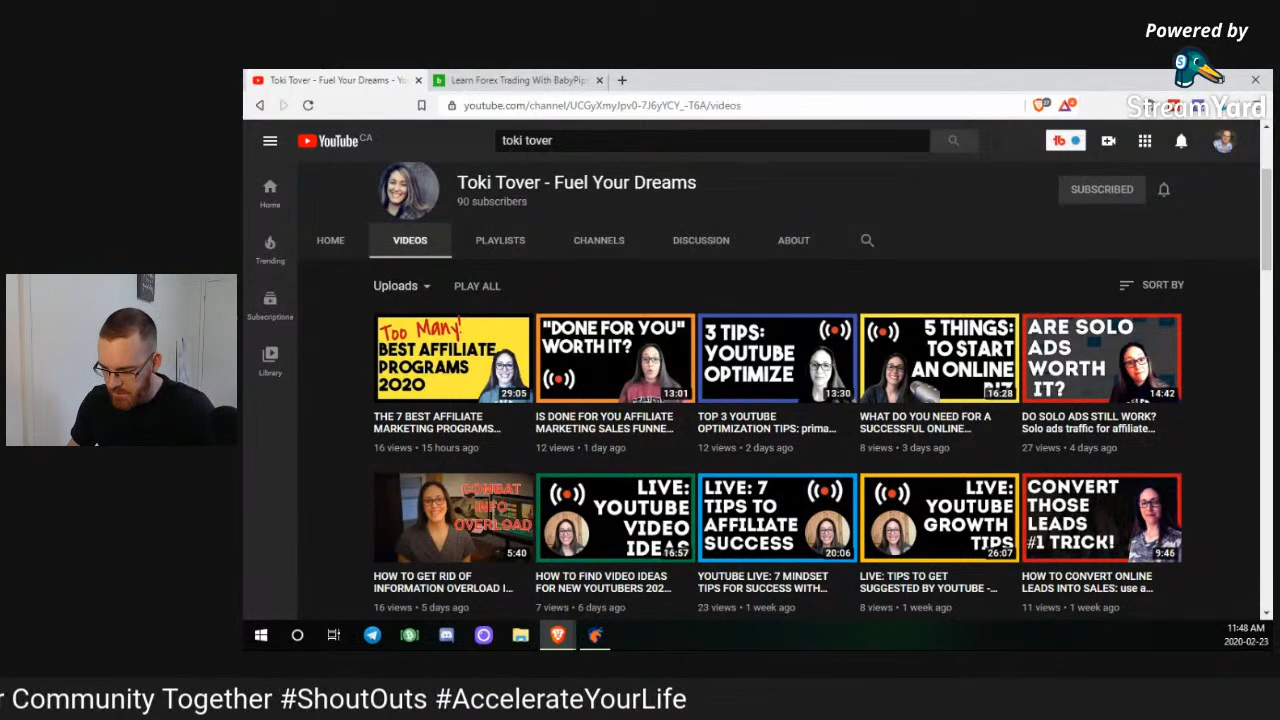 Powered by
StreamYard
Toki Tover - Fuel Your Dreams - Yo
Learn Forex Trading With BabyPips
youtube.com/channel/UCGyXmyJpv0-7J6yYCY_-T6A/videos
YouTube CA
toki tover
Toki Tover - Fuel Your Dreams
90 subscribers
SUBSCRIBED
Home
Trending
Subscriptions
Library
HOME VIDEOS PLAYLISTS CHANNELS DISCUSSION ABOUT
Uploads PLAY ALL SORT BY
Too Many!
BEST AFFILIATE
PROGRAMS
2020
29:05
"DONE FOR YOU"
WORTH IT?
13:01
3 TIPS:
YOUTUBE
OPTIMIZE
13:30
5 THINGS:
TO START
AN ONLINE
16:28
ARE SOLO
ADS
WORTH
IT?
14:42
THE 7 BEST AFFILIATE
MARKETING PROGRAMS...
16 views • 15 hours ago
IS DONE FOR YOU AFFILIATE
MARKETING SALES FUNNE...
12 views • 1 day ago
TOP 3 YOUTUBE
OPTIMIZATION TIPS: prima...
12 views • 2 days ago
WHAT DO YOU NEED FOR A
SUCCESSFUL ONLINE...
8 views • 3 days ago
DO SOLO ADS STILL WORK?
Solo ads traffic for affiliate...
27 views • 4 days ago
COMBAT
INFO
OVERLOAD
5:40
LIVE:
YOUTUBE
VIDEO
IDEAS
16:57
LIVE: 7
TIPS TO
AFFILIATE
SUCCESS
20:06
LIVE:
YOUTUBE
GROWTH
TIPS
26:07
CONVERT
THOSE
LEADS
#1 TRICK!
9:46
HOW TO GET RID OF
INFORMATION OVERLOAD I...
16 views • 5 days ago
HOW TO FIND VIDEO IDEAS
FOR NEW YOUTUBERS 202...
7 views • 6 days ago
YOUTUBE LIVE: 7 MINDSET
TIPS FOR SUCCESS WITH...
23 views • 1 week ago
LIVE: TIPS TO GET
SUGGESTED BY YOUTUBE -...
8 views • 1 week ago
HOW TO CONVERT ONLINE
LEADS INTO SALES: use a...
11 views • 1 week ago
11:48 AM
2020-02-23
r Community Together #ShoutOuts #AccelerateYourLife